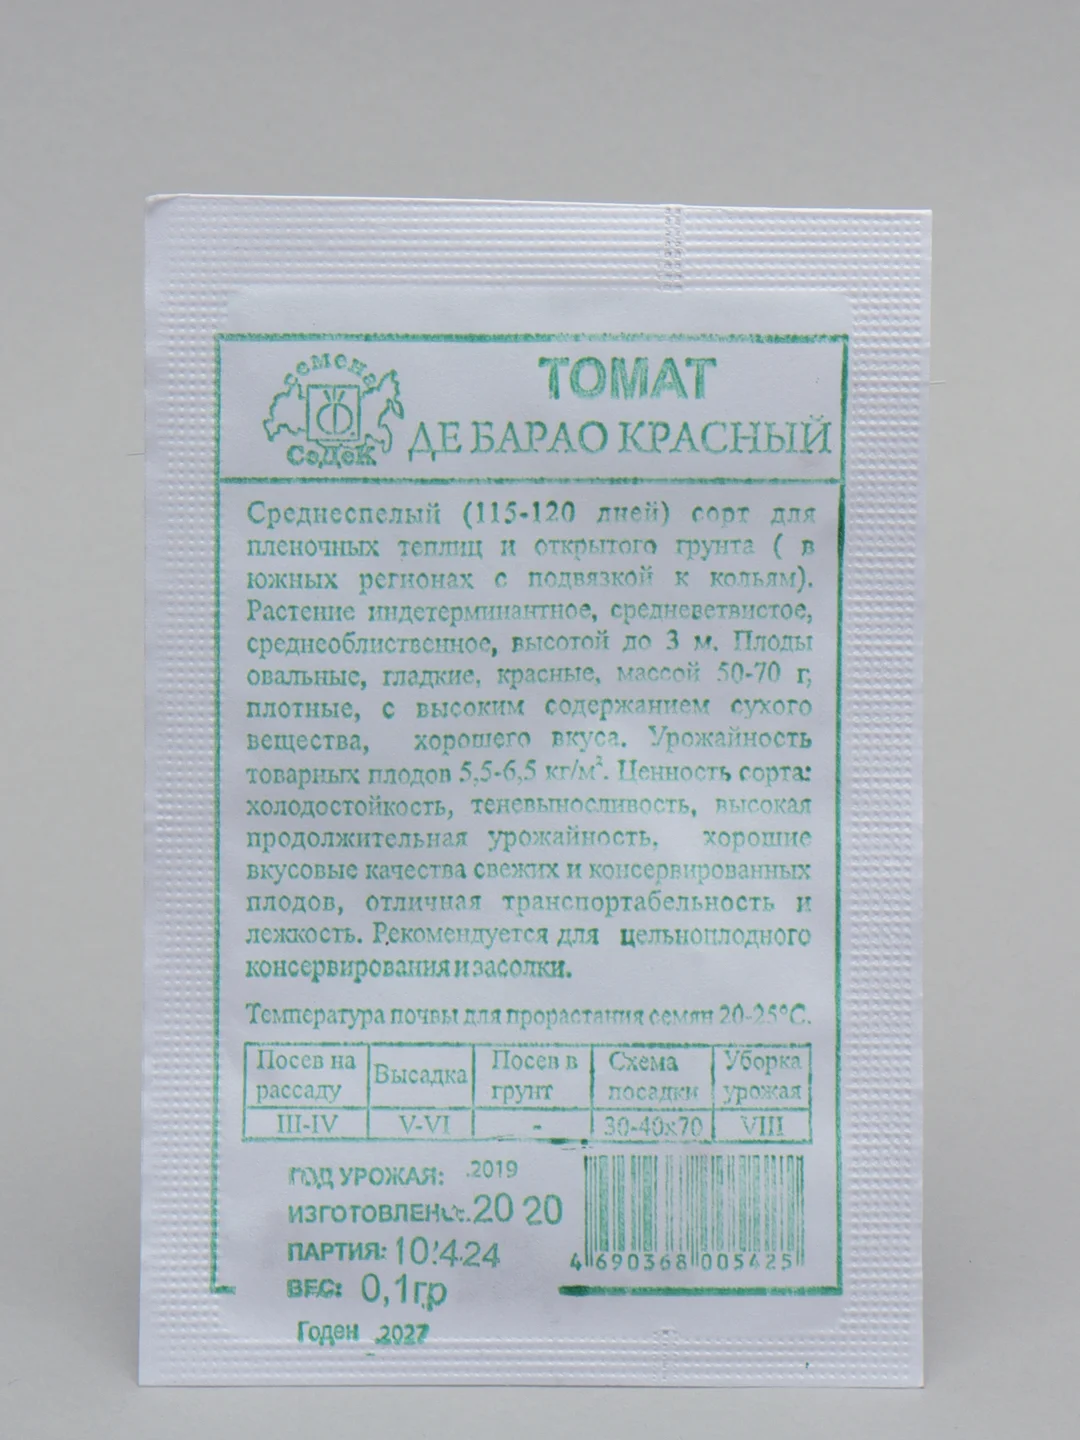 семена
СеДеК
ТОМАТ
ДЕ БАРАО КРАСНЫЙ
Среднеспелый (115-120 дней) сорт для
пленочных теплиц и открытого грунта ( в
южных регионах с подвязкой к кольям).
Растение индетерминантное, средневетвистое,
среднеоблиственное, высотой до 3 м. Плоды
овальные, гладкие, красные, массой 50-70 г,
плотные, с высоким содержанием сухого
вещества, хорошего вкуса. Урожайность
товарных плодов 5,5-6,5 кг/м². Ценность сорта:
холодостойкость, теневыносливость, высокая
продолжительная урожайность, хорошие
вкусовые качества свежих и консервированных
плодов, отличная транспортабельность и
лежкость. Рекомендуется для цельноплодного
консервирования и засолки.
Температура почвы для прорастания семян 20-25°С.
Посев на рассаду Высадка Посев в грунт Схема посадки Уборка урожая
III-IV V-VI - 30-40х70 VIII
ГОД УРОЖАЯ: 2019
ИЗГОТОВЛЕНО: 20 20
ПАРТИЯ:
ВЕС: 0,1гр
Годен 2027
4 690368 005425